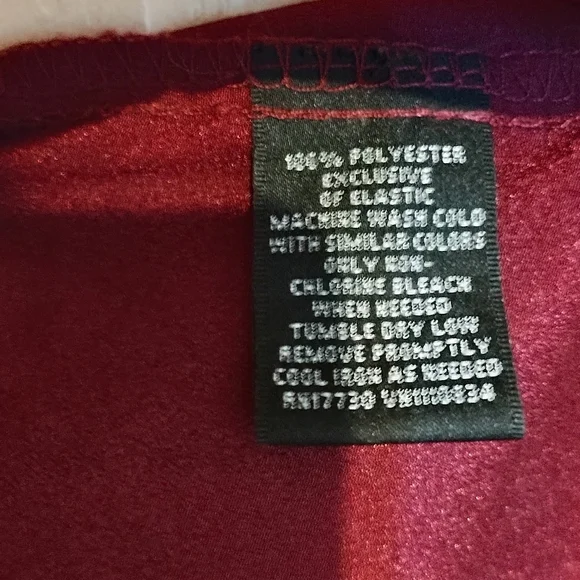 100% POLYESTER
EXCLUSIVE
OF ELASTIC
MACHINE WASH COLD
WITH SIMILAR COLORS
ONLY NON-
CHLORINE BLEACH
WHEN NEEDED
TUMBLE DRY LOW
REMOVE PROMPTLY
COOL IRON AS NEEDED
RN17730